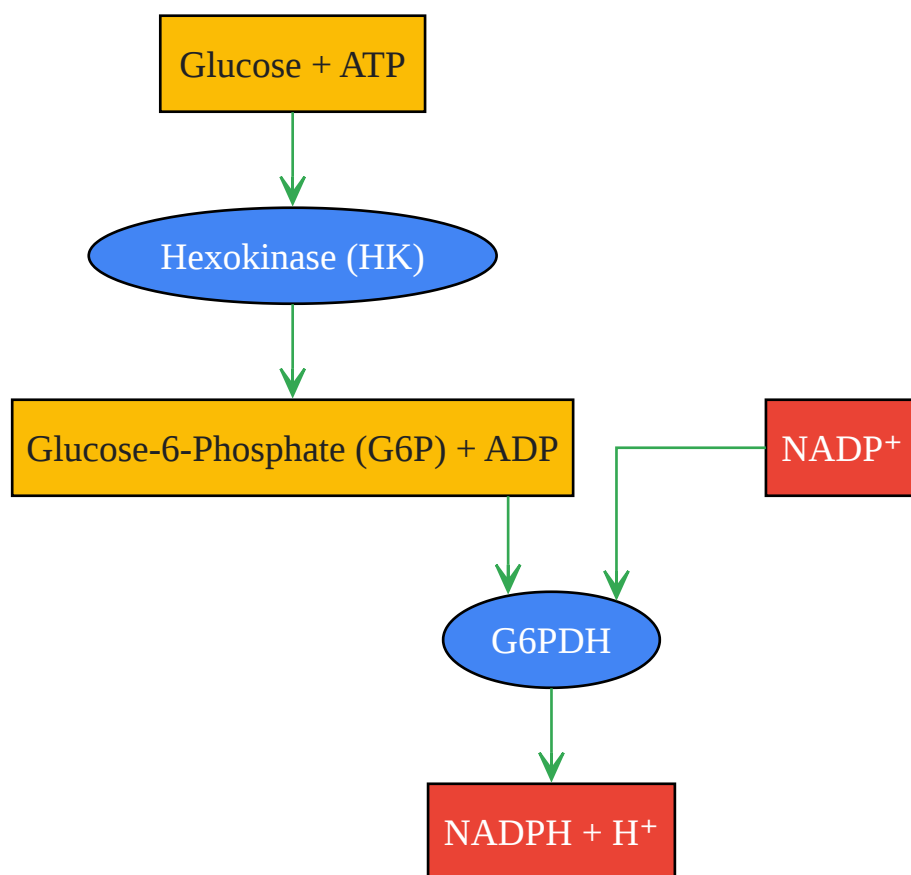 Glucose + ATP
Hexokinase (HK)
Glucose-6-Phosphate (G6P) + ADP
NADP⁺
G6PDH
NADPH + H⁺